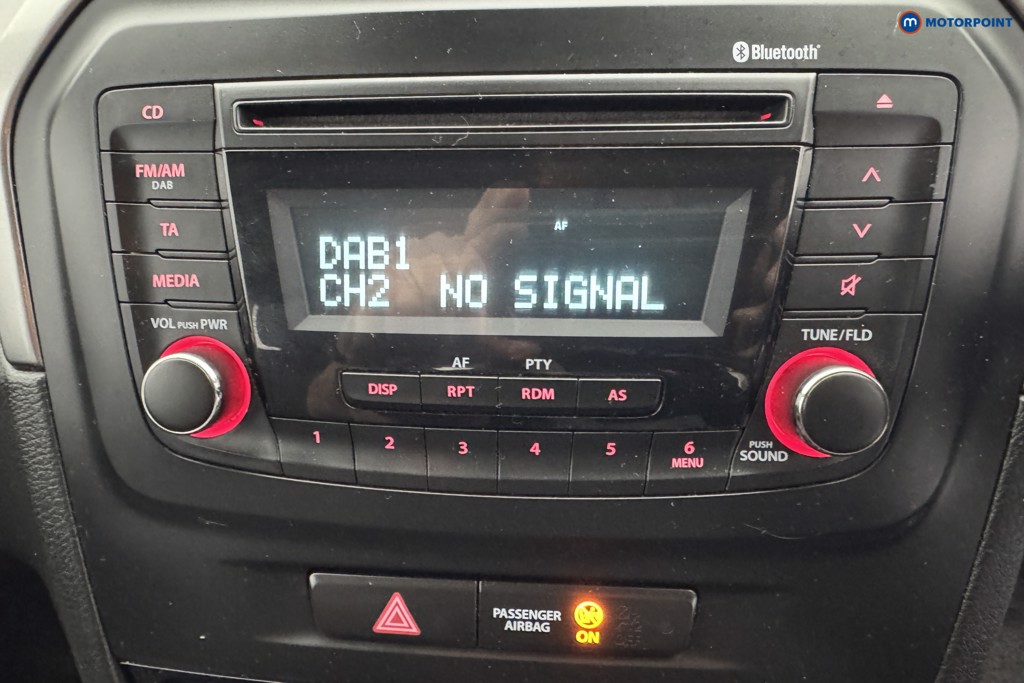 m MOTORPOINT
Bluetooth®
CD
FM/AM
DAB
TA
MEDIA
VOL PUSH PWR
AF
DAB1
CH2 NO SIGNAL
TUNE/FLD
AF PTY
DISP RPT RDM AS
1 2 3 4 5 6
MENU
PUSH
SOUND
PASSENGER
AIRBAG
ON